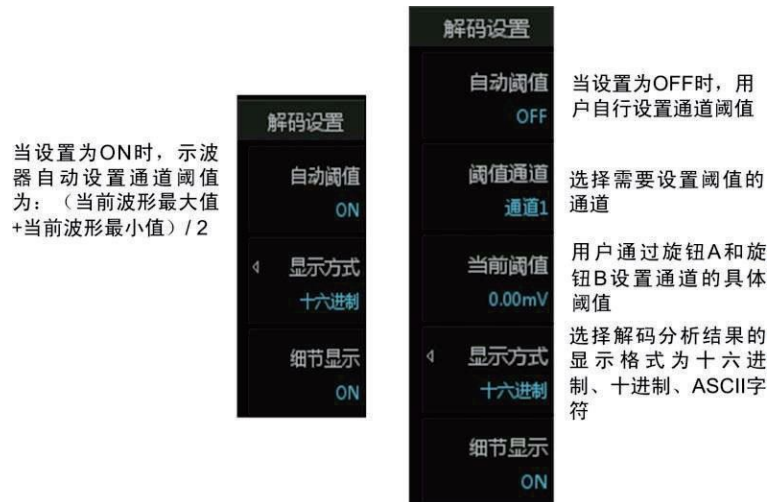 当设置为ON时，示波
器自动设置通道阈值
为：（当前波形最大值
+当前波形最小值）/ 2
解码设置
自动阈值
ON
显示方式
十六进制
细节显示
ON
解码设置
自动阈值
OFF
阈值通道
通道1
当前阈值
0.00mV
显示方式
十六进制
细节显示
ON
当设置为OFF时，用
户自行设置通道阈值
选择需要设置阈值的
通道
用户通过旋钮A和旋
钮B设置通道的具体
阈值
选择解码分析结果的
显示格式为十六进
制、十进制、ASCII字
符